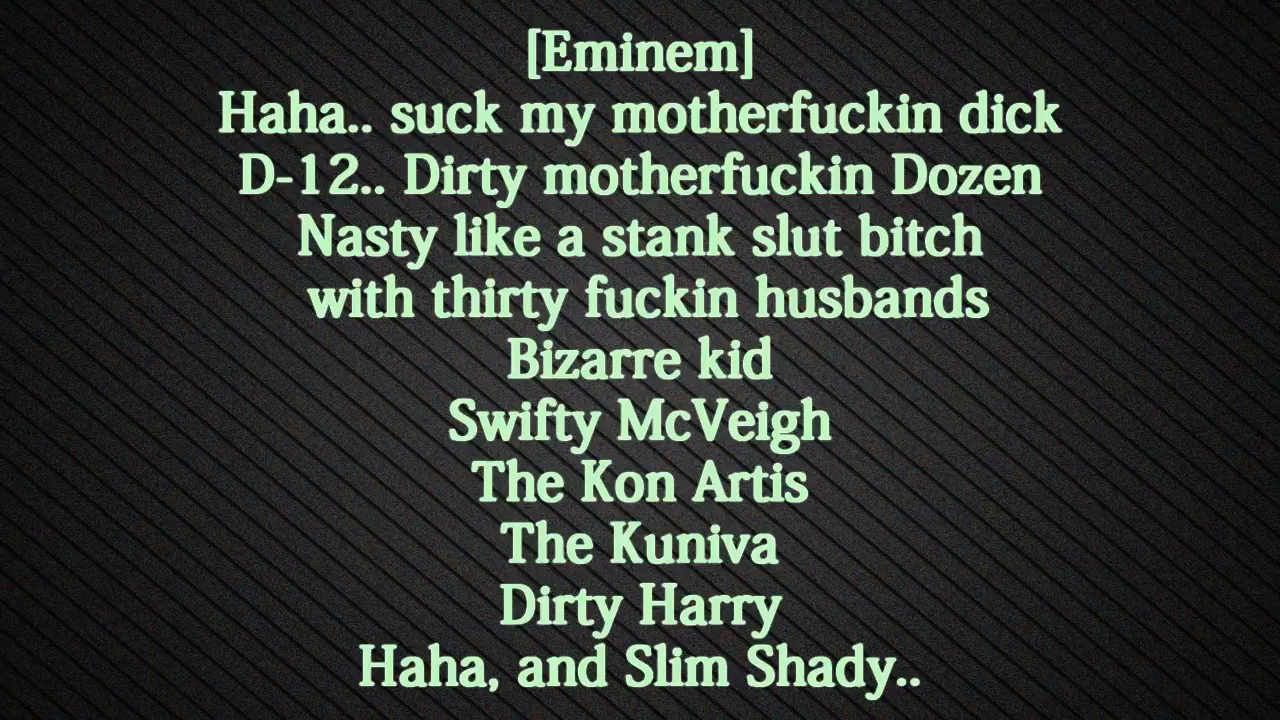 [Eminem]
Haha.. suck my motherfuckin dick
D-12.. Dirty motherfuckin Dozen
Nasty like a stank slut bitch
with thirty fuckin husbands
Bizarre kid
Swifty McVeigh
The Kon Artis
The Kuniva
Dirty Harry
Haha, and Slim Shady..